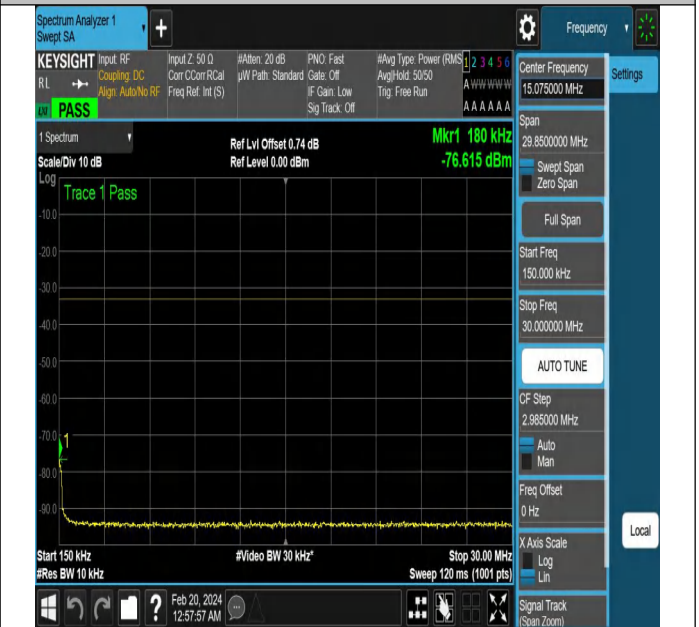 Spectrum Analyzer 1
Swept SA
+
Frequency
KEYSIGHT
RL
PASS
Input: RF
Coupling: DC
Align: Auto/No RF
Input Z: 50 Ω
Corr CCorr RCal
Freq Ref: Int (S)
#Atten: 20 dB
µW Path: Standard
PNO: Fast
Gate: Off
IF Gain: Low
Sig Track: Off
#Avg Type: Power (RMS
Avg|Hold: 50/50
Trig: Free Run
1 2 3 4 5 6
A W W W W W
A A A A A A
Center Frequency
15.075000 MHz
Settings
1 Spectrum
Scale/Div 10 dB
Ref Lvl Offset 0.74 dB
Ref Level 0.00 dBm
Mkr1 180 kHz
-76.615 dBm
Log
Trace 1 Pass
-10.0
-20.0
-30.0
-40.0
-50.0
-60.0
-70.0
-80.0
-90.0
1
Start 150 kHz
#Res BW 10 kHz
#Video BW 30 kHz*
Stop 30.00 MHz
Sweep 120 ms (1001 pts)
Span
29.8500000 MHz
Swept Span
Zero Span
Full Span
Start Freq
150.000 kHz
Stop Freq
30.000000 MHz
AUTO TUNE
CF Step
2.985000 MHz
Auto
Man
Freq Offset
0 Hz
X Axis Scale
Log
Lin
Local
Signal Track
(Span Zoom)
?
Feb 20, 2024
12:57:57 AM